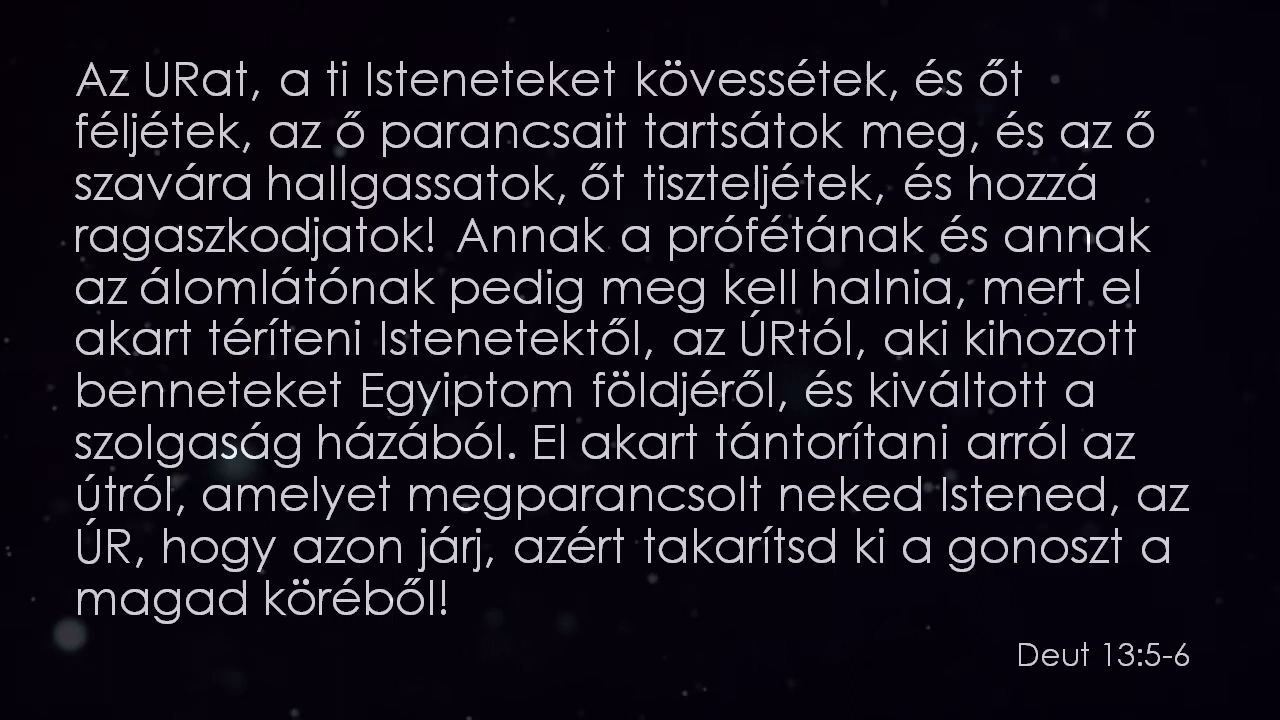 Az URat, a ti Isteneteket kövessétek, és őt
féljétek, az ő parancsait tartsátok meg, és az ő
szavára hallgassatok, őt tiszteljétek, és hozzá
ragaszkodjatok! Annak a prófétának és annak
az álomlátónak pedig meg kell halnia, mert el
akart téríteni Istenetektől, az ÚRtól, aki kihozott
benneteket Egyiptom földjéről, és kiváltott a
szolgaság házából. El akart tántorítani arról az
útról, amelyet megparancsolt neked Istened, az
ÚR, hogy azon járj, azért takarítsd ki a gonoszt a
magad köréből!
Deut 13:5-6